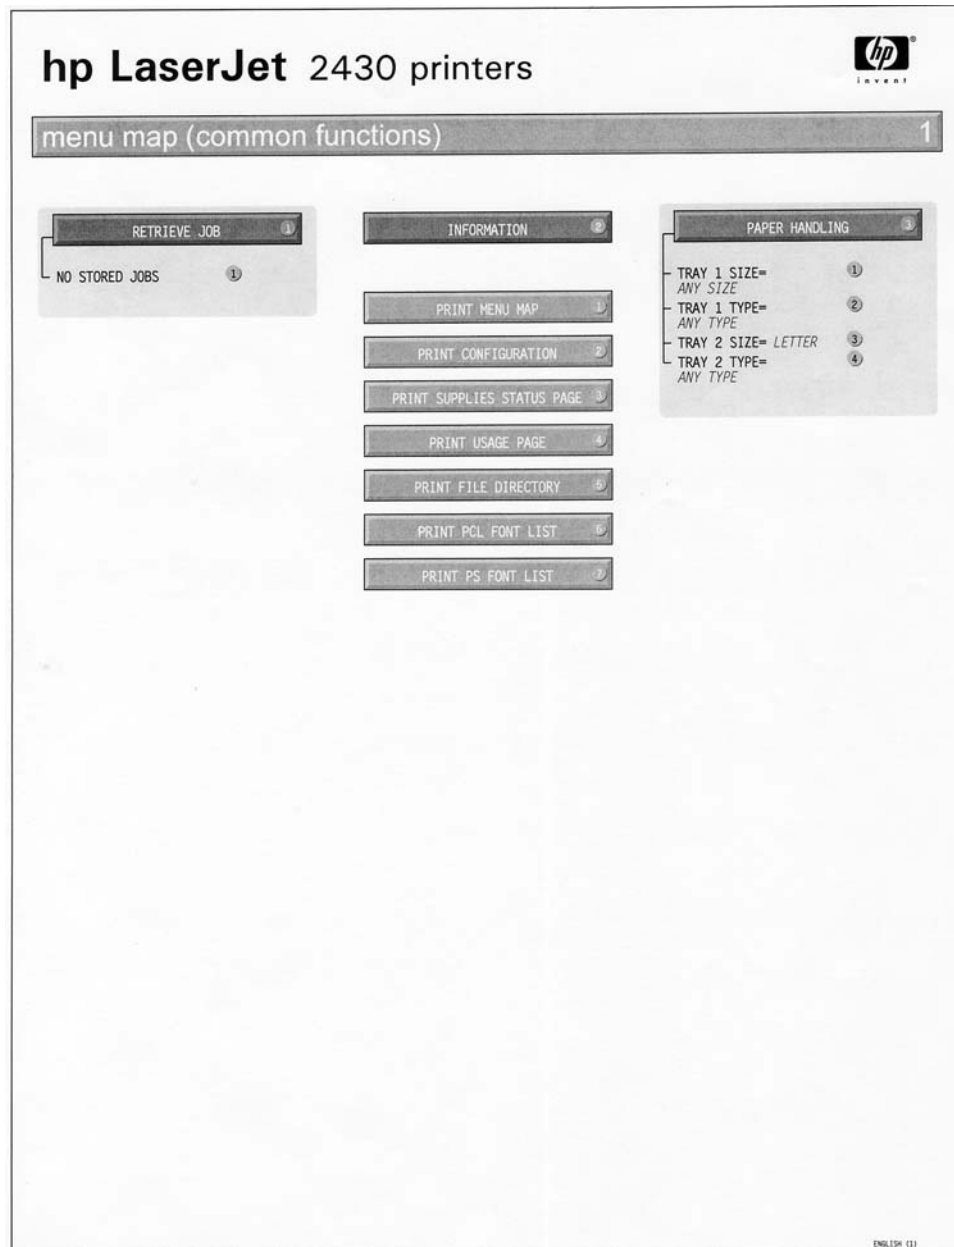 hp LaserJet 2430 printers
hp
invent
menu map (common functions) 1
RETRIEVE JOB 1
NO STORED JOBS 1
INFORMATION 2
PRINT MENU MAP 1
PRINT CONFIGURATION 2
PRINT SUPPLIES STATUS PAGE 3
PRINT USAGE PAGE 4
PRINT FILE DIRECTORY 5
PRINT PCL FONT LIST 6
PRINT PS FONT LIST 7
PAPER HANDLING 3
TRAY 1 SIZE= 1
ANY SIZE
TRAY 1 TYPE= 2
ANY TYPE
TRAY 2 SIZE= LETTER 3
TRAY 2 TYPE= 4
ANY TYPE
ENGLISH (1)